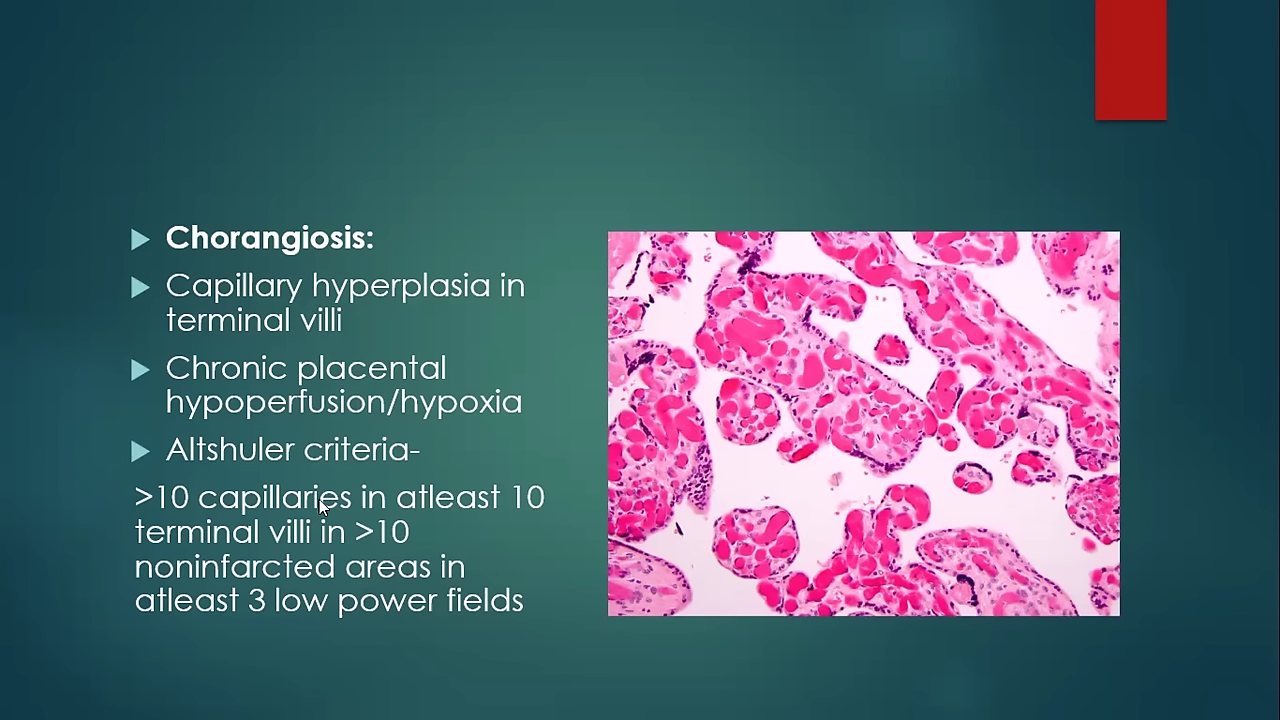 Chorangiosis:
Capillary hyperplasia in
terminal villi
Chronic placental
hypoperfusion/hypoxia
Altshuler criteria-
>10 capillaries in atleast 10
terminal villi in >10
noninfarcted areas in
atleast 3 low power fields